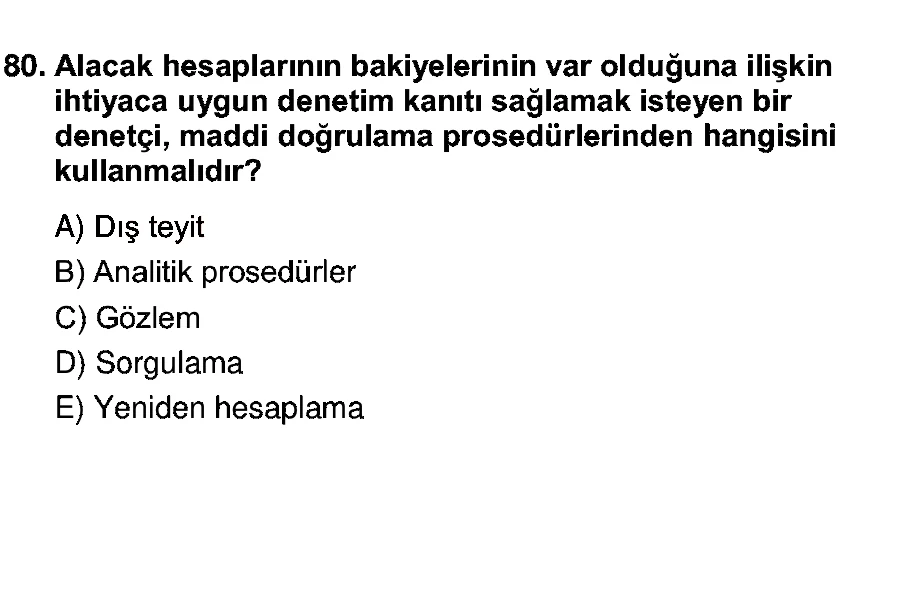 80. Alacak hesaplarının bakiyelerinin var olduğuna ilişkin
ihtiyaca uygun denetim kanıtı sağlamak isteyen bir
denetçi, maddi doğrulama prosedürlerinden hangisini
kullanmalıdır?
A) Dış teyit
B) Analitik prosedürler
C) Gözlem
D) Sorgulama
E) Yeniden hesaplama